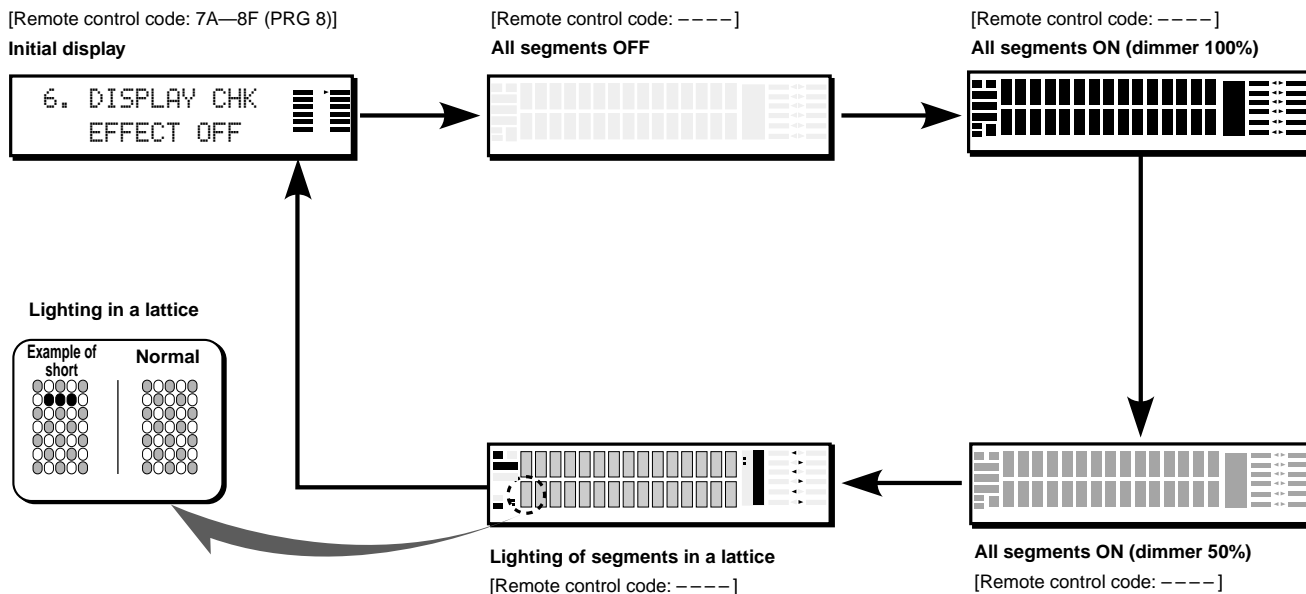 [Remote control code: 7A—8F (PRG 8)]
Initial display
6. DISPLAY CHK
EFFECT OFF
[Remote control code: – – – – ]
All segments OFF
[Remote control code: – – – – ]
All segments ON (dimmer 100%)
Lighting in a lattice
Example of
short
Normal
Lighting of segments in a lattice
[Remote control code: – – – – ]
All segments ON (dimmer 50%)
[Remote control code: – – – – ]